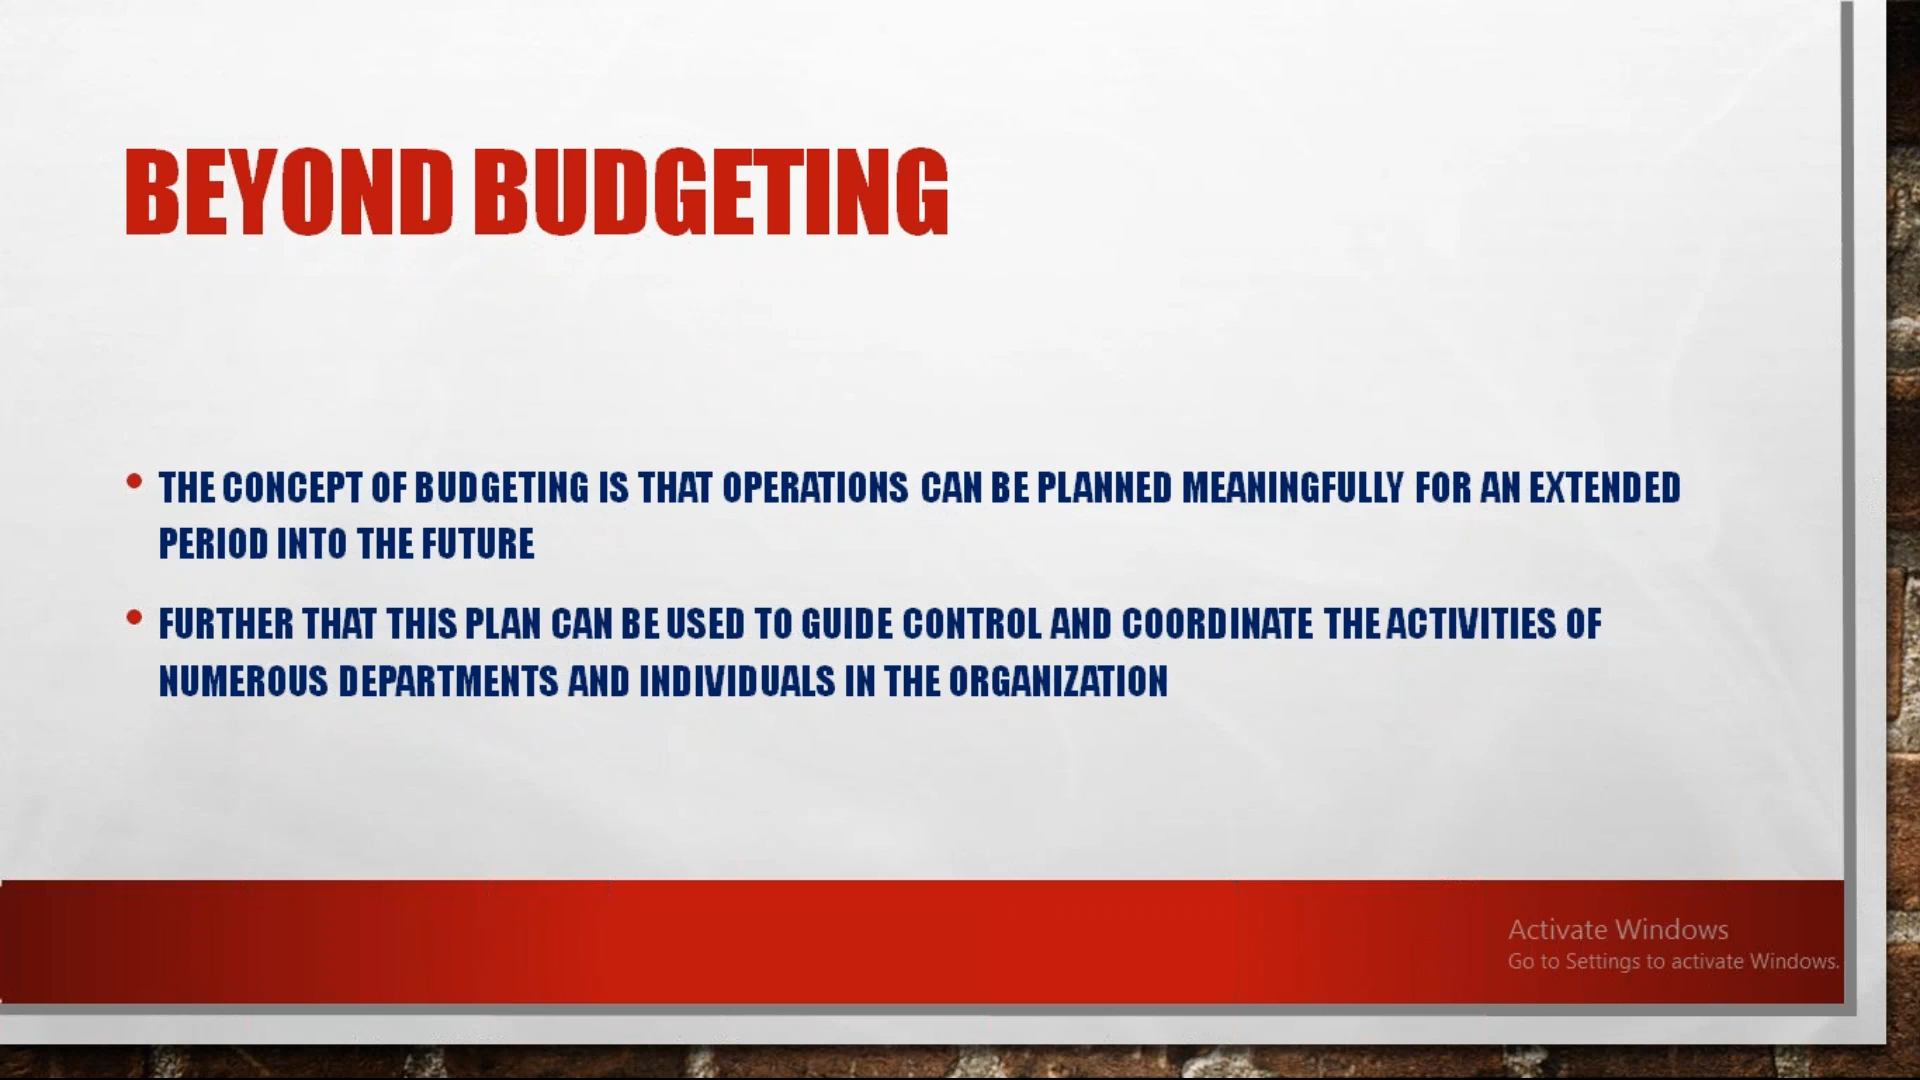 BEYOND BUDGETING
• THE CONCEPT OF BUDGETING IS THAT OPERATIONS CAN BE PLANNED MEANINGFULLY FOR AN EXTENDED
PERIOD INTO THE FUTURE
• FURTHER THAT THIS PLAN CAN BE USED TO GUIDE CONTROL AND COORDINATE THE ACTIVITIES OF
NUMEROUS DEPARTMENTS AND INDIVIDUALS IN THE ORGANIZATION
Activate Windows
Go to Settings to activate Windows.